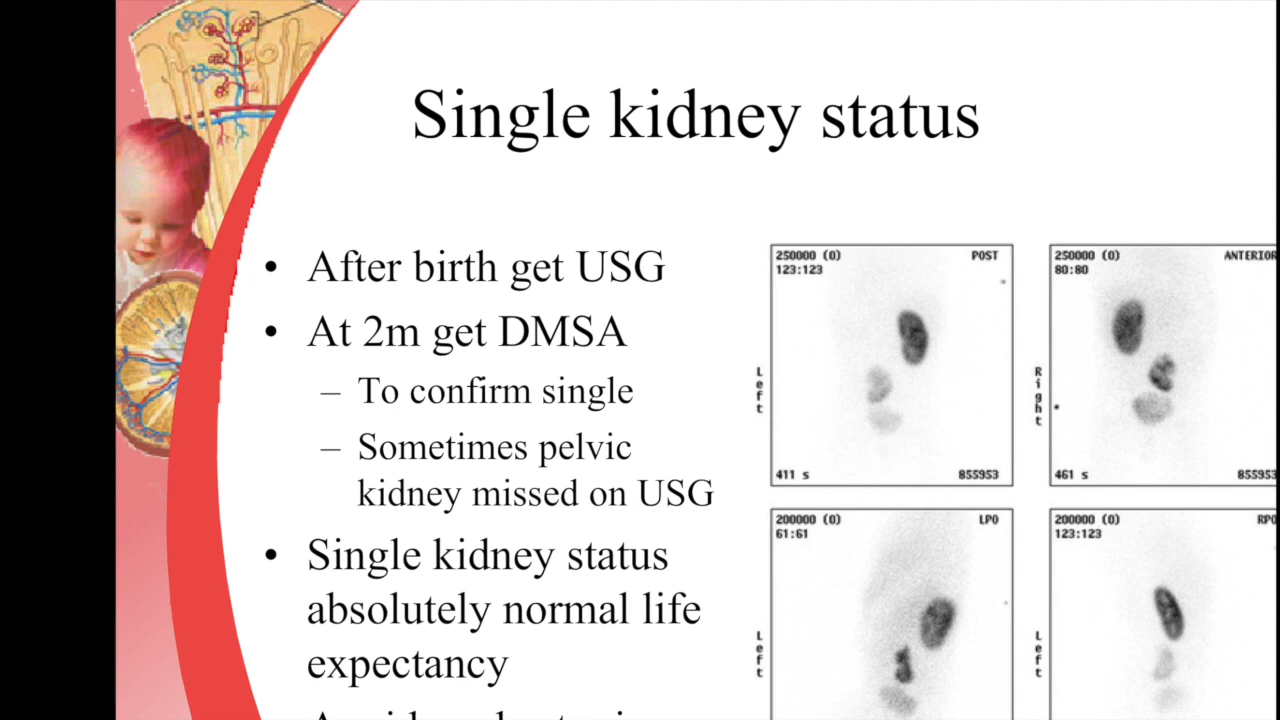 Single kidney status
• After birth get USG
• At 2m get DMSA
– To confirm single
– Sometimes pelvic
kidney missed on USG
• Single kidney status
absolutely normal life
expectancy
250000 (0) POST
123:123
Left
411 s 855953
250000 (0) ANTERIOR
80:80
Right
461 s 855953
200000 (0) LPO
61:61
Left
200000 (0) RPO
123:123
Left